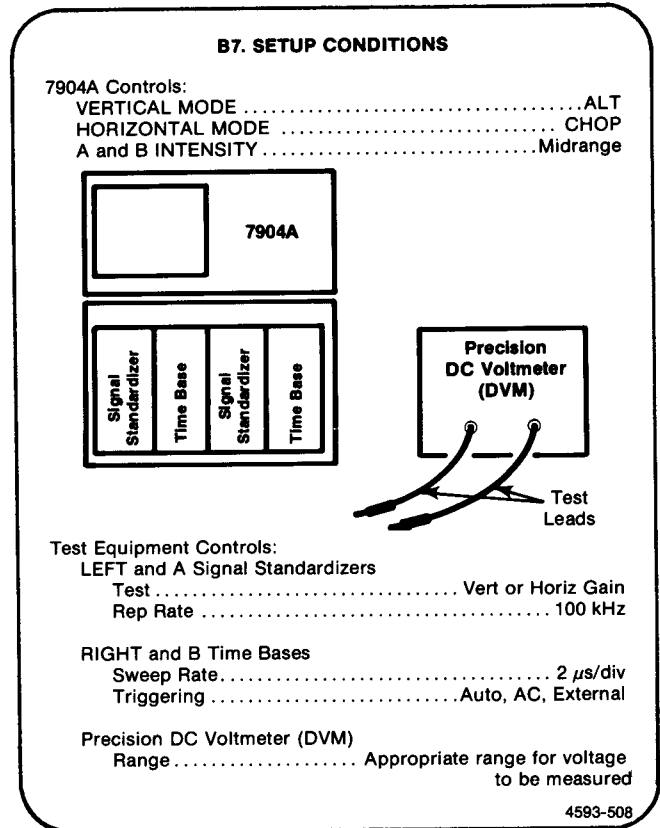 B7. SETUP CONDITIONS
7904A Controls:
VERTICAL MODE ................................ALT
HORIZONTAL MODE .......................... CHOP
A and B INTENSITY ..........................Midrange
7904A
Signal
Standardizer
Time Base
Signal
Standardizer
Time Base
Precision
DC Voltmeter
(DVM)
Test
Leads
Test Equipment Controls:
LEFT and A Signal Standardizers
Test ........................... Vert or Horiz Gain
Rep Rate .................................. 100 kHz
RIGHT and B Time Bases
Sweep Rate................................ 2 μs/div
Triggering ........................Auto, AC, External
Precision DC Voltmeter (DVM)
Range .................. Appropriate range for voltage
to be measured
4593-508